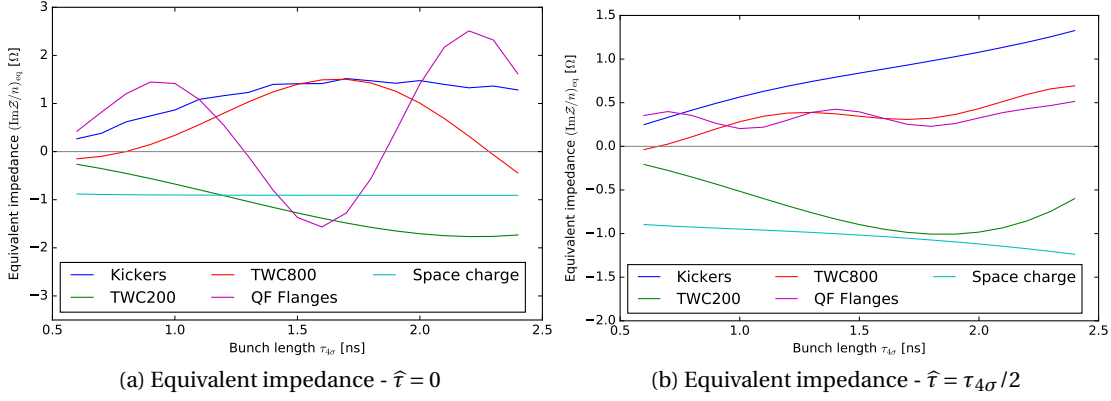 Equivalent impedance (Im𝒵/n)eq [Ω]
3
2
1
0
−1
−2
−3
Kickers
TWC200
TWC800
QF Flanges
Space charge
0.5 1.0 1.5 2.0 2.5
Bunch length τ4σ [ns]
(a) Equivalent impedance - τ̂ = 0
Equivalent impedance (Im𝒵/n)eq [Ω]
1.5
1.0
0.5
0.0
−0.5
−1.0
−1.5
−2.0
Kickers
TWC200
TWC800
QF Flanges
Space charge
0.5 1.0 1.5 2.0 2.5
Bunch length τ4σ [ns]
(b) Equivalent impedance - τ̂ = τ4σ/2